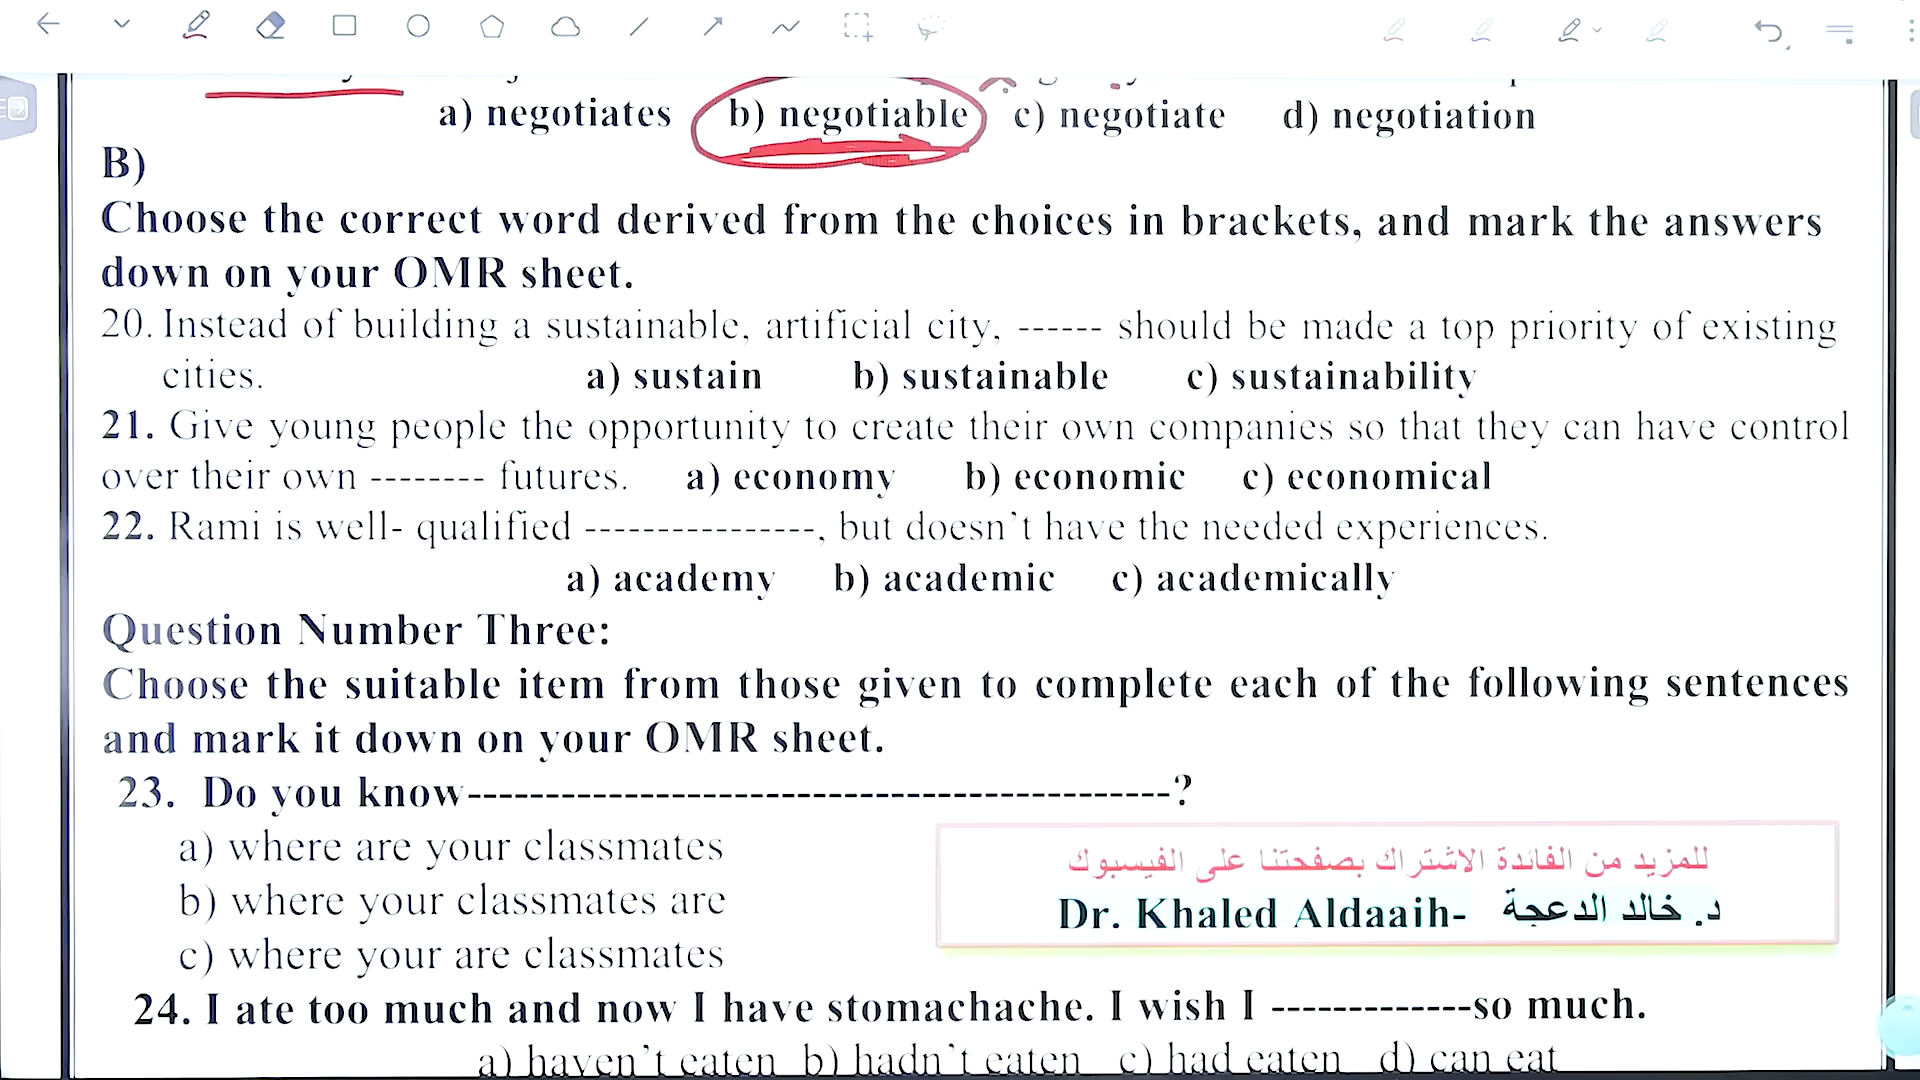 a) negotiates b) negotiable c) negotiate d) negotiation
B)
Choose the correct word derived from the choices in brackets, and mark the answers
down on your OMR sheet.
20. Instead of building a sustainable, artificial city, ------ should be made a top priority of existing
cities. a) sustain b) sustainable c) sustainability
21. Give young people the opportunity to create their own companies so that they can have control
over their own -------- futures. a) economy b) economic c) economical
22. Rami is well- qualified ----------------, but doesn't have the needed experiences.
a) academy b) academic c) academically
Question Number Three:
Choose the suitable item from those given to complete each of the following sentences
and mark it down on your OMR sheet.
23. Do you know----------------------------------------------?
a) where are your classmates
b) where your classmates are
c) where your are classmates
للمزيد من الفائدة الاشتراك بصفحتنا على الفيسبوك
Dr. Khaled Aldaaih- د. خالد الدعجة
24. I ate too much and now I have stomachache. I wish I -------------so much.
a) haven't eaten b) hadn't eaten c) had eaten d) can eat